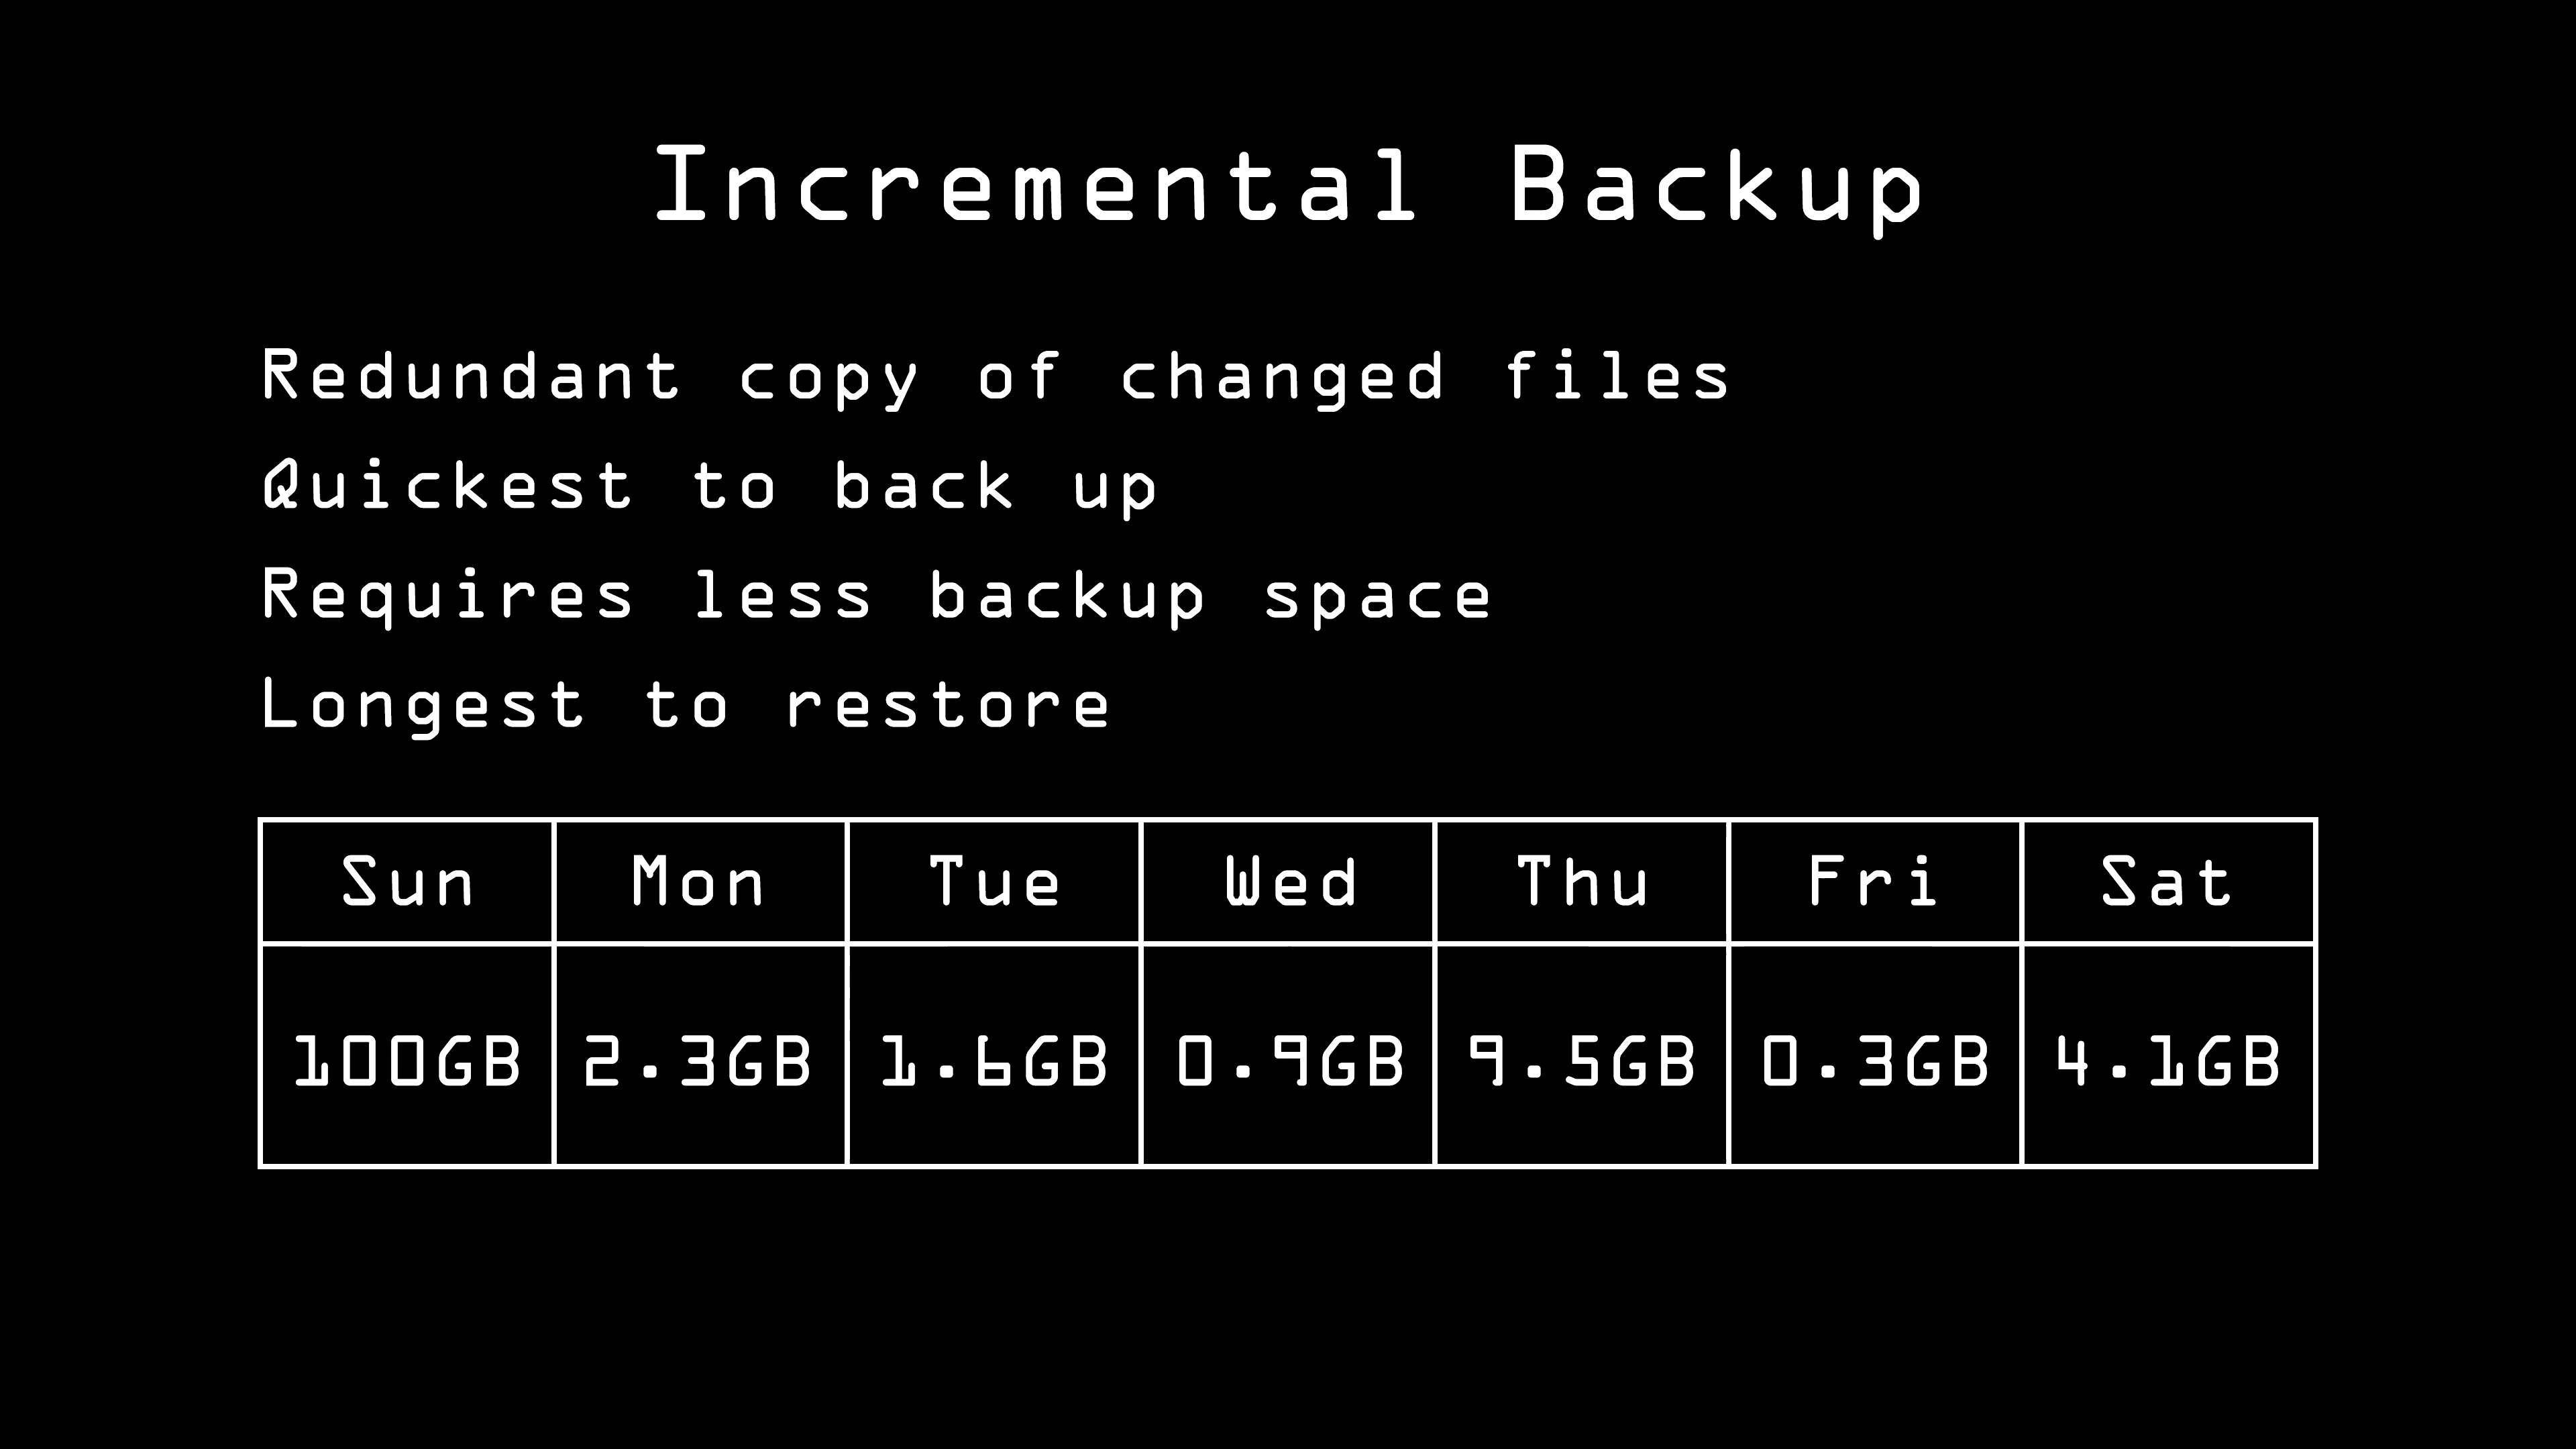 Incremental Backup
Redundant copy of changed files
Quickest to back up
Requires less backup space
Longest to restore
Sun Mon Tue Wed Thu Fri Sat
100GB 2.3GB 1.6GB 0.9GB 9.5GB 0.3GB 4.1GB